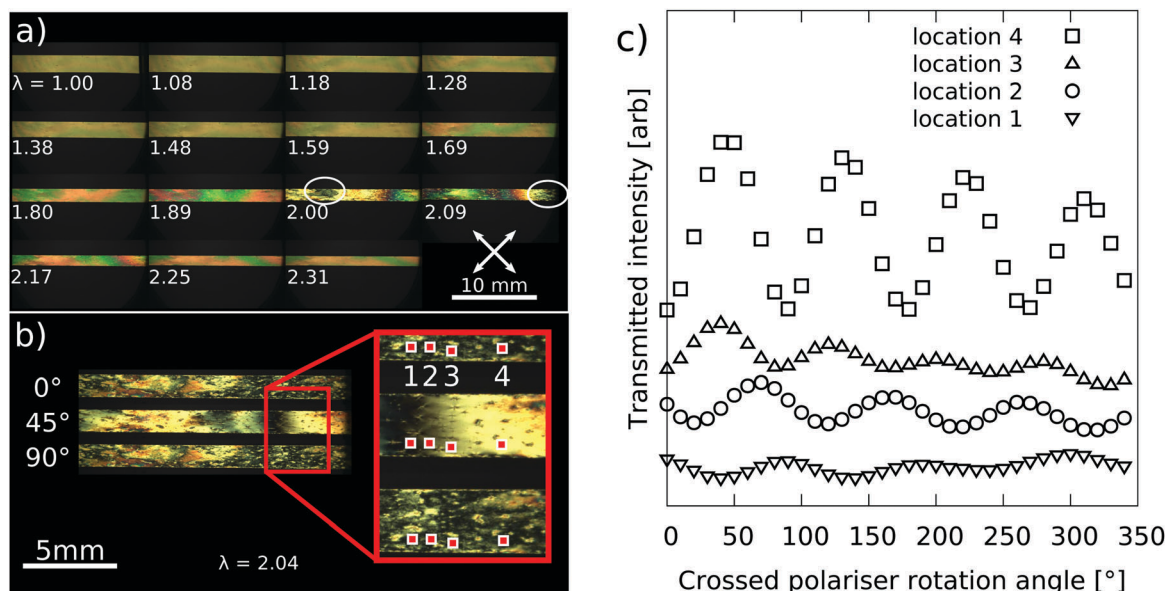 a)
λ = 1.00 1.08 1.18 1.28
1.38 1.48 1.59 1.69
1.80 1.89 2.00 2.09
2.17 2.25 2.31
10 mm
b)
0°
45°
90°
1 2 3 4
5mm
λ = 2.04
c)
location 4
location 3
location 2
location 1
Transmitted intensity [arb]
0 50 100 150 200 250 300 350
Crossed polariser rotation angle [°]